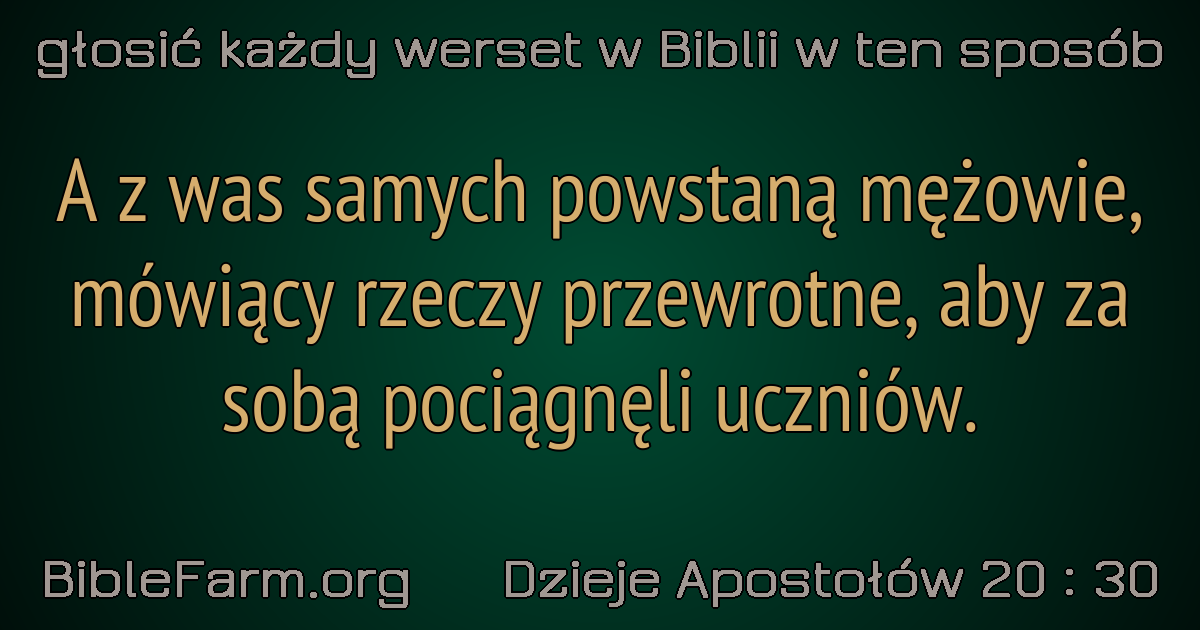 głosić każdy werset w Biblii w ten sposób
A z was samych powstaną mężowie,
mówiący rzeczy przewrotne, aby za
sobą pociągnęli uczniów.
BibleFarm.org Dzieje Apostołów 20 : 30